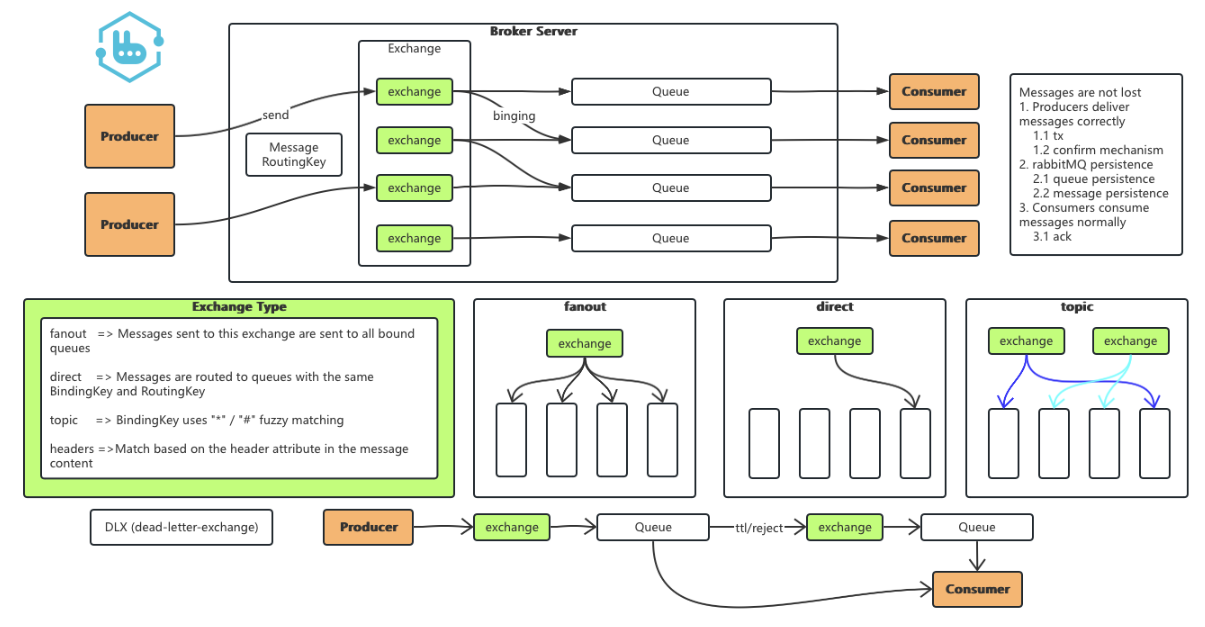 Broker Server
Exchange
exchange
Queue
Consumer
send
binging
Producer
Message
RoutingKey
exchange
Queue
Consumer
exchange
Queue
Consumer
Producer
exchange
Queue
Consumer
Messages are not lost
1. Producers deliver
messages correctly
1.1 tx
1.2 confirm mechanism
2. rabbitMQ persistence
2.1 queue persistence
2.2 message persistence
3. Consumers consume
messages normally
3.1 ack
Exchange Type
fanout => Messages sent to this exchange are sent to all bound
queues
direct => Messages are routed to queues with the same
BindingKey and RoutingKey
topic => BindingKey uses "*" / "#" fuzzy matching
headers =>Match based on the header attribute in the message
content
fanout
exchange
direct
exchange
topic
exchange
exchange
DLX (dead-letter-exchange)
Producer
exchange
Queue
ttl/reject
exchange
Queue
Consumer